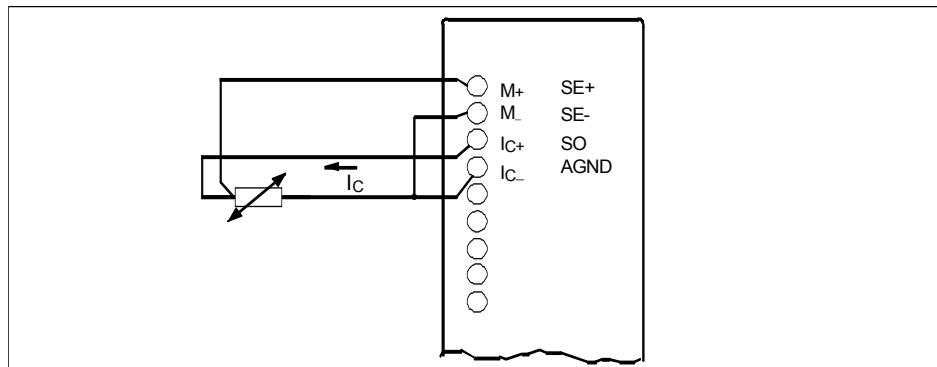 M+ SE+
M– SE-
IC+ SO
IC– AGND
IC